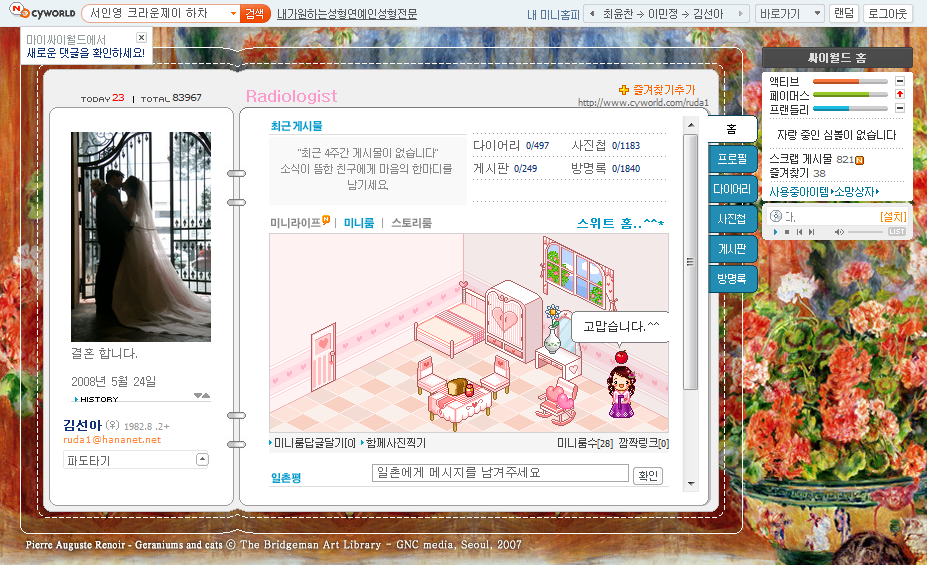 CYWORLD
서인영 크라운제이 하차
검색
내가원하는성형연예인성형전문
내 미니홈피
최윤찬 → 이민정 → 김선아
바로가기
랜덤
로그아웃
마이싸이월드에서
새로운 댓글을 확인하세요!
TODAY 23 | TOTAL 83967
Radiologist
즐겨찾기추가
http://www.cyworld.com/ruda1
결혼 합니다.
2008년 5월 24일
HISTORY
김선아 (♀) 1982.8 .2+
ruda1@hananet.net
파도타기
최근게시물
"최근 4주간 게시물이 없습니다"
소식이 뜸한 친구에게 마음의 한마디를
남기세요.
다이어리 0/497 사진첩 0/1183
게시판 0/249 방명록 0/1840
미니라이프 | 미니룸 | 스토리룸
스위트 홈..^^*
고맙습니다.^^
미니룸답글달기[0] 함께사진찍기
미니룸수[28] 깜짝링크[0]
일촌평
일촌에게 메시지를 남겨주세요
확인
홈
프로필
다이어리
사진첩
게시판
방명록
싸이월드 홈
액티브
페이머스
프랜들리
자랑 중인 심볼이 없습니다
스크랩 게시물 821
즐겨찾기 38
사용중아이템 소망상자
[설치]
LIST
Pierre Auguste Renoir - Geraniums and cats ⓒ The Bridgeman Art Library - GNC media, Seoul, 2007